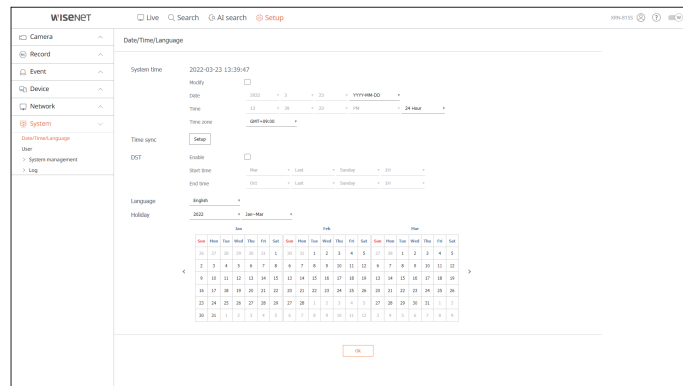 WISENET
Live Search AI search Setup
Camera
Date/Time/Language
Record
Event
Device
Network
System
Date/Time/Language
User
> System management
> Log
System time 2022-03-23 13:39:47
Modify
Date 2022 3 23 YYYY-MM-DD
Time 13 39 23 PM 24 Hour
Time zone GMT+09:00
Time sync Setup
DST Enable
Start time Mar Last Sunday
End time Oct Last Sunday
Language English
Holiday 2022 Jan~Mar
Jan Feb Mar
Sun Mon Tue Wed Thu Fri Sat Sun Mon Tue Wed Thu Fri Sat Sun Mon Tue Wed Thu Fri Sat
26 27 28 29 30 31 1 30 31 1 2 3 4 5 27 28 1 2 3 4 5
2 3 4 5 6 7 8 6 7 8 9 10 11 12 6 7 8 9 10 11 12
9 10 11 12 13 14 15 13 14 15 16 17 18 19 13 14 15 16 17 18 19
16 17 18 19 20 21 22 20 21 22 23 24 25 26 20 21 22 23 24 25 26
23 24 25 26 27 28 29 27 28 1 2 3 4 5 27 28 29 30 31 1 2
30 31 1 2 3 4 5 6 7 8 9 10 11 12 3 4 5 6 7 8 9
Ok